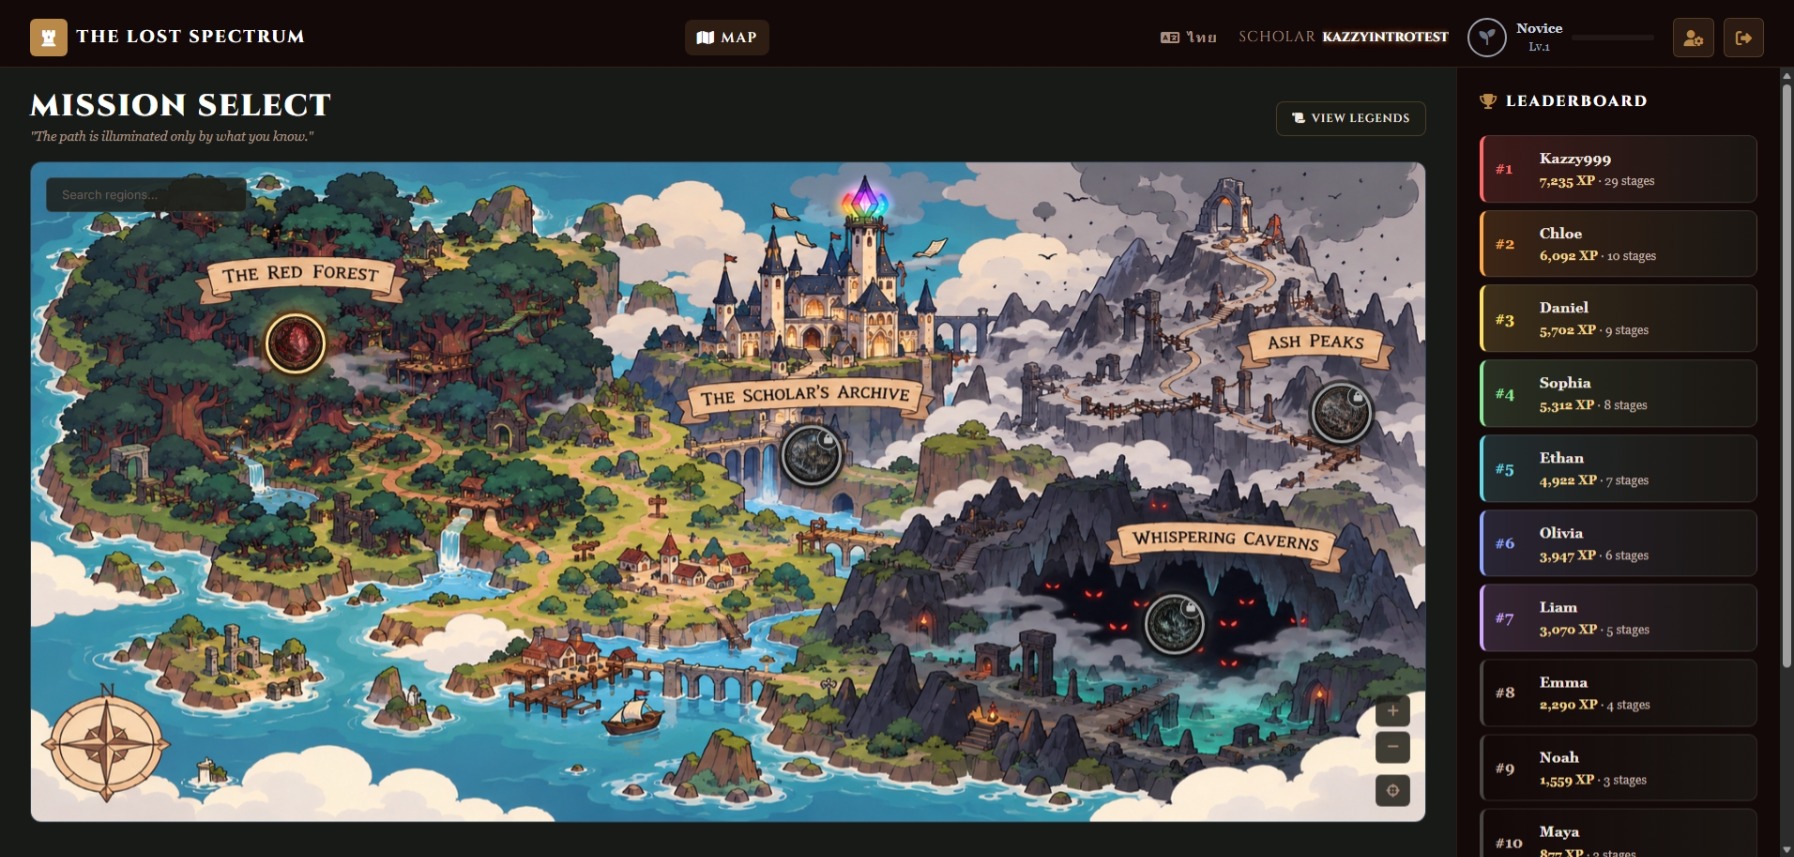 THE LOST SPECTRUM
MAP
ไทย
SCHOLAR KAZZYINTROTEST
Novice
Lv.1
MISSION SELECT
"The path is illuminated only by what you know."
VIEW LEGENDS
Search regions...
THE RED FOREST
THE SCHOLAR'S ARCHIVE
ASH PEAKS
WHISPERING CAVERNS
N
LEADERBOARD
#1
Kazzy999
7,235 XP · 29 stages
#2
Chloe
6,092 XP · 10 stages
#3
Daniel
5,702 XP · 9 stages
#4
Sophia
5,312 XP · 8 stages
#5
Ethan
4,922 XP · 7 stages
#6
Olivia
3,947 XP · 6 stages
#7
Liam
3,070 XP · 5 stages
#8
Emma
2,290 XP · 4 stages
#9
Noah
1,559 XP · 3 stages
#10
Maya
877 XP · 2 stages